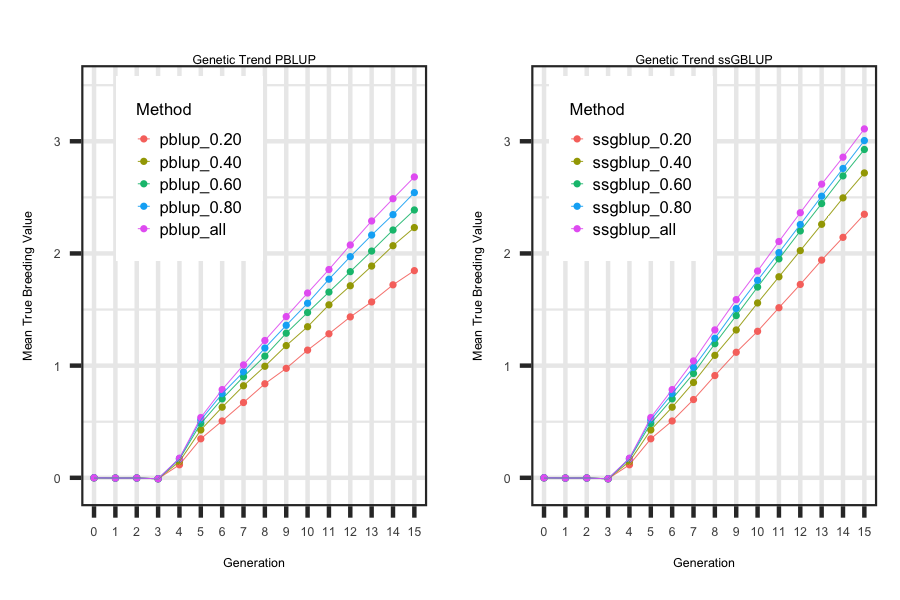 Genetic Trend PBLUP
Method
pblup_0.20
pblup_0.40
pblup_0.60
pblup_0.80
pblup_all
3
2
1
0
Mean True Breeding Value
0 1 2 3 4 5 6 7 8 9 10 11 12 13 14 15
Generation
Genetic Trend ssGBLUP
Method
ssgblup_0.20
ssgblup_0.40
ssgblup_0.60
ssgblup_0.80
ssgblup_all
3
2
1
0
Mean True Breeding Value
0 1 2 3 4 5 6 7 8 9 10 11 12 13 14 15
Generation